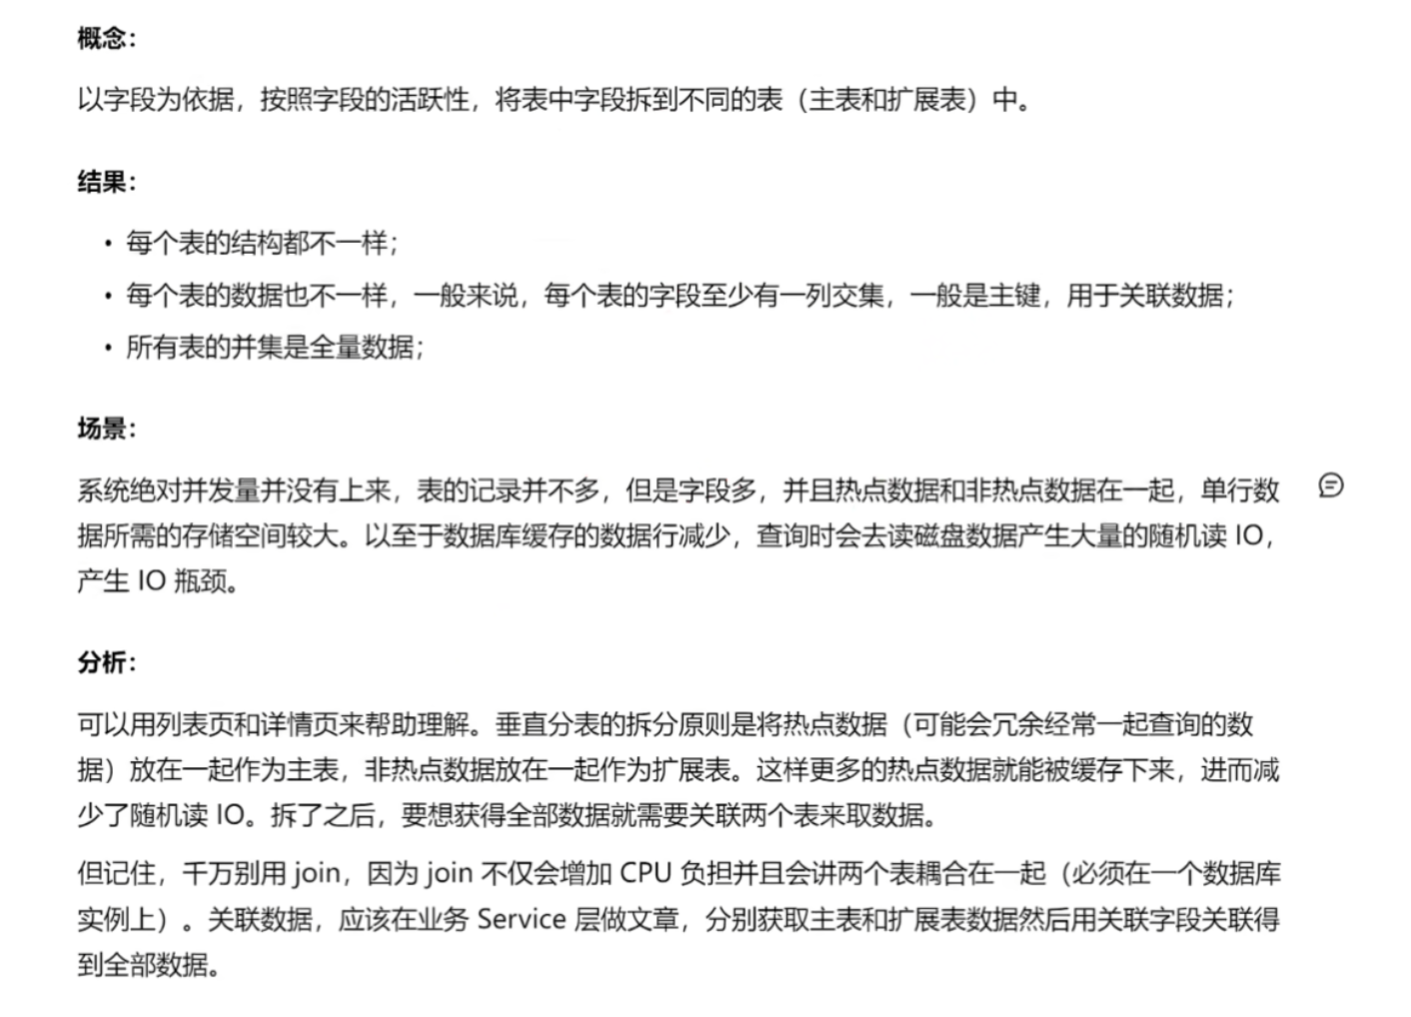 概念：
以字段为依据，按照字段的活跃性，将表中字段拆到不同的表（主表和扩展表）中。
结果：
• 每个表的结构都不一样；
• 每个表的数据也不一样，一般来说，每个表的字段至少有一列交集，一般是主键，用于关联数据；
• 所有表的并集是全量数据；
场景：
系统绝对并发量并没有上来，表的记录并不多，但是字段多，并且热点数据和非热点数据在一起，单行数
据所需的存储空间较大。以至于数据库缓存的数据行减少，查询时会去读磁盘数据产生大量的随机读 IO，
产生 IO 瓶颈。
分析：
可以用列表页和详情页来帮助理解。垂直分表的拆分原则是将热点数据（可能会冗余经常一起查询的数
据）放在一起作为主表，非热点数据放在一起作为扩展表。这样更多的热点数据就能被缓存下来，进而减
少了随机读 IO。拆了之后，要想获得全部数据就需要关联两个表来取数据。
但记住，千万别用 join，因为 join 不仅会增加 CPU 负担并且会讲两个表耦合在一起（必须在一个数据库
实例上）。关联数据，应该在业务 Service 层做文章，分别获取主表和扩展表数据然后用关联字段关联得
到全部数据。